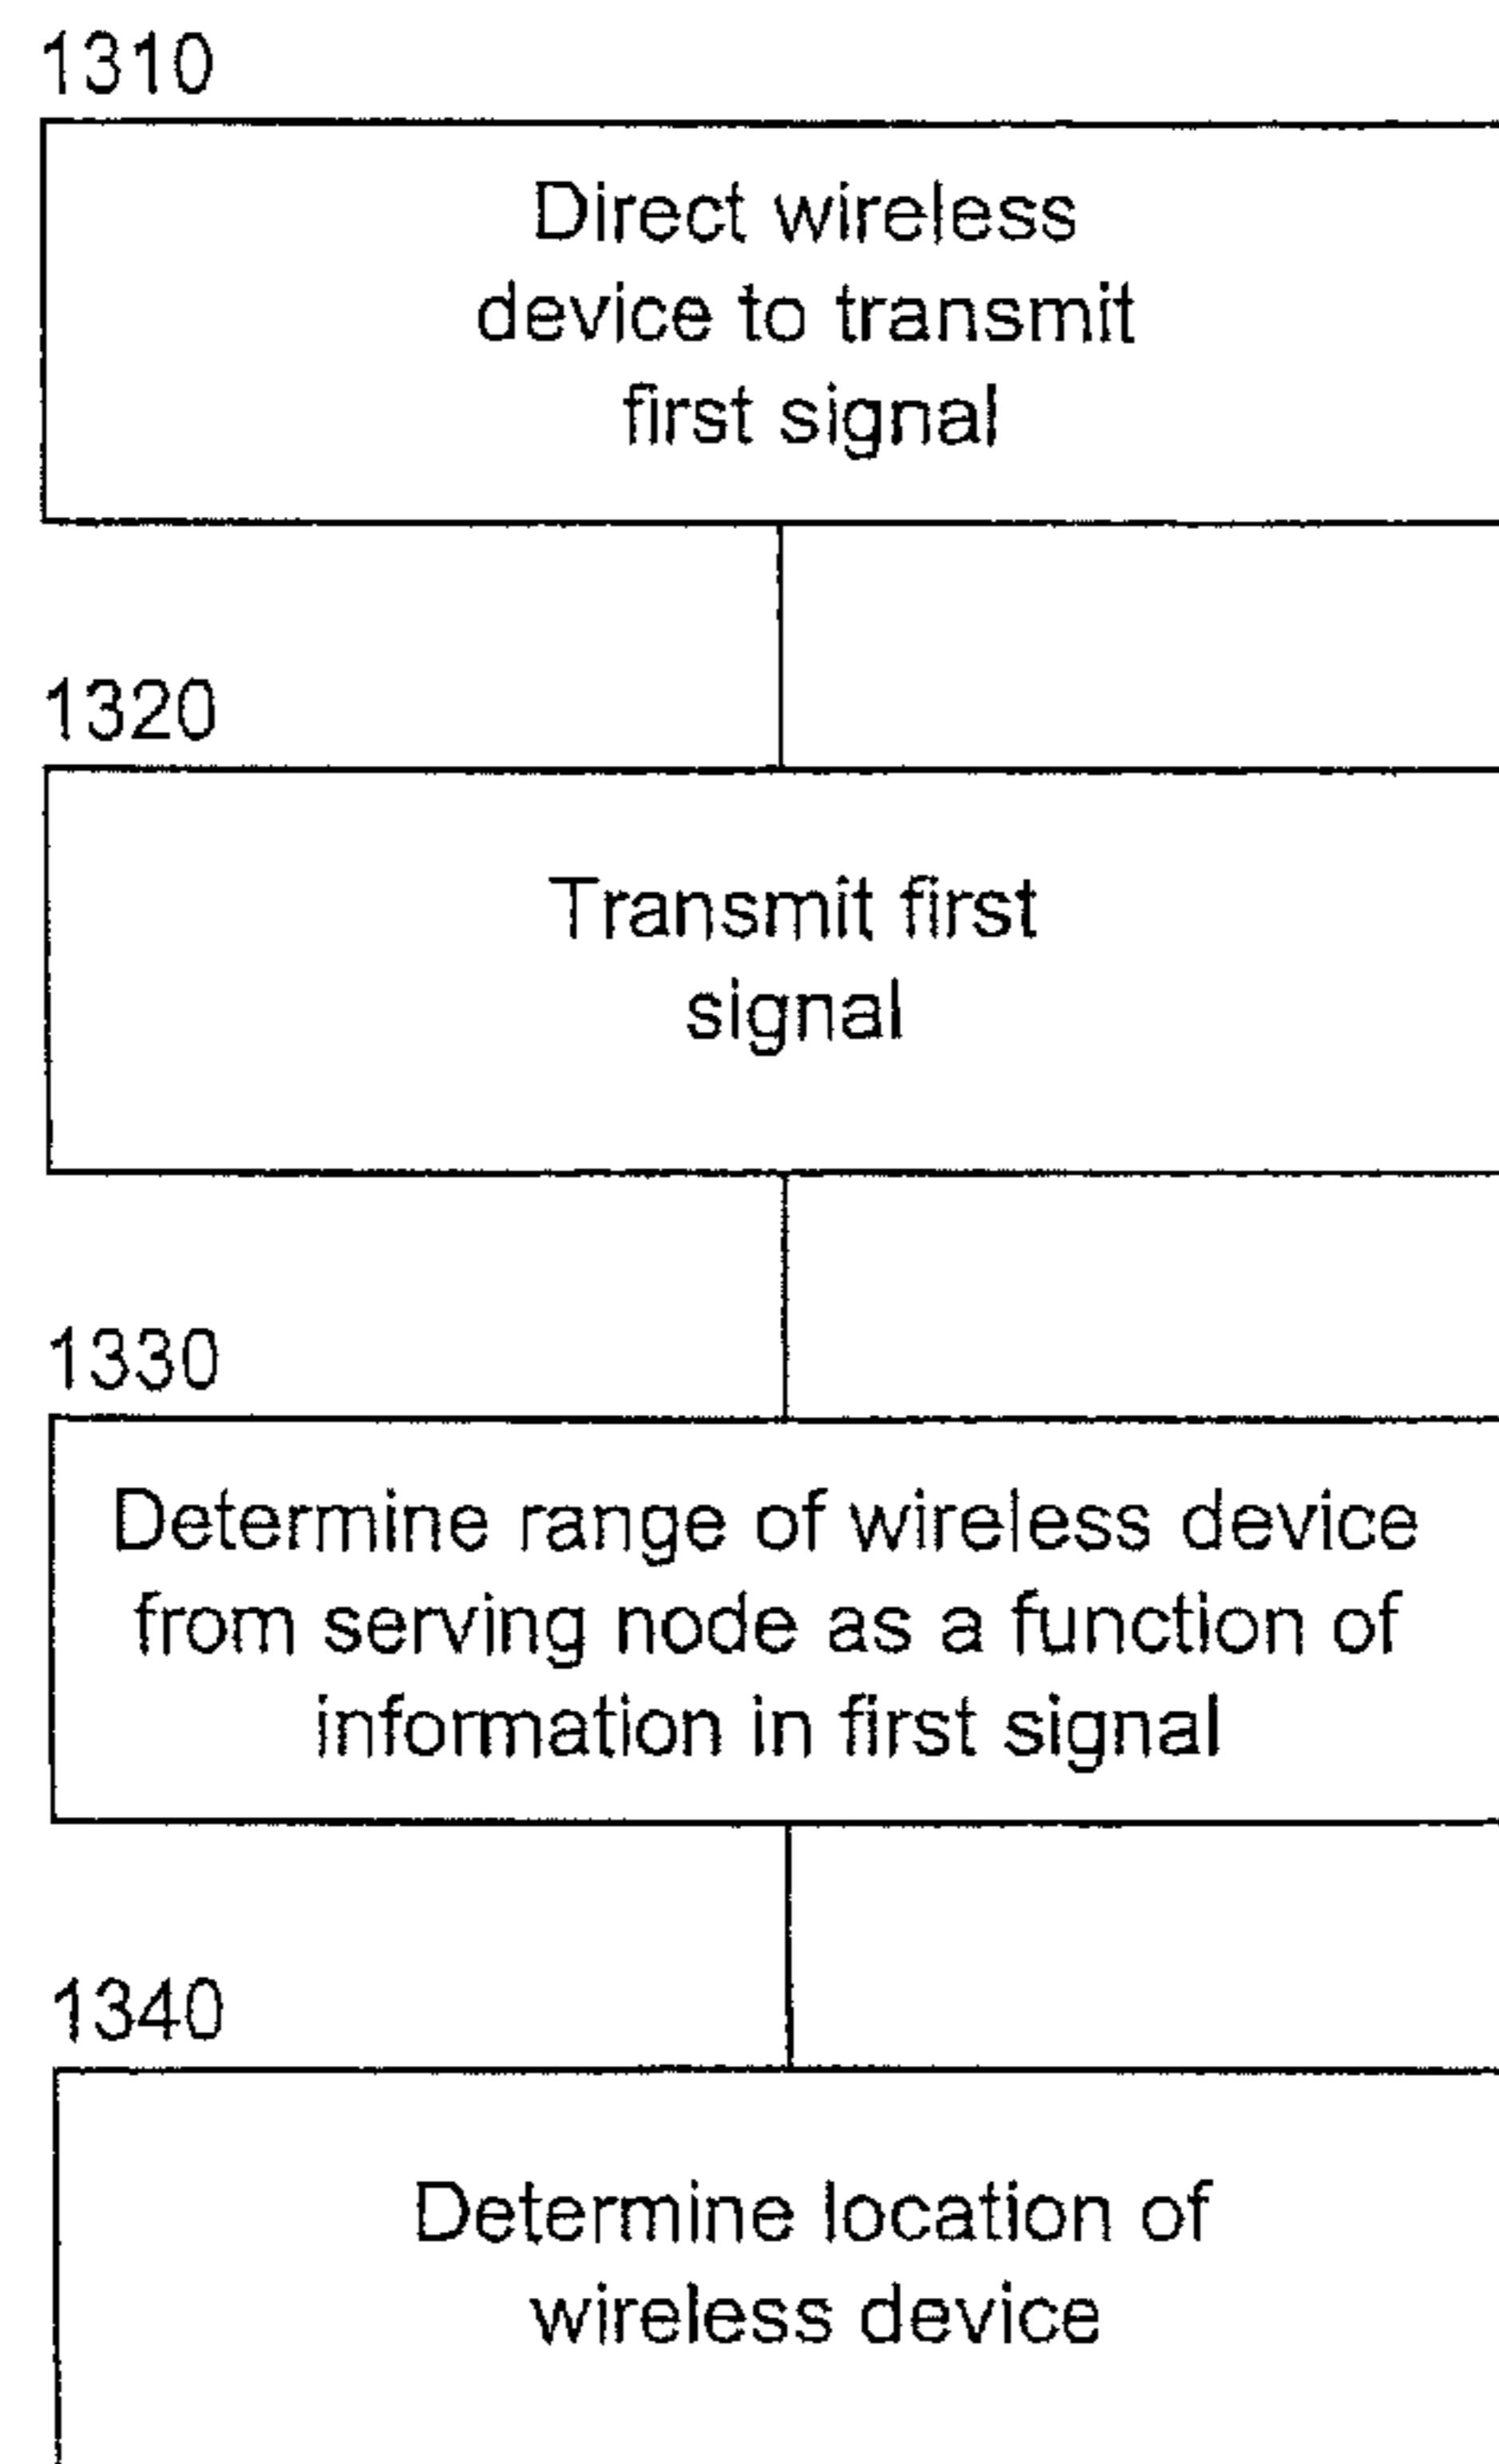 1310
Direct wireless
device to transmit
first signal
1320
Transmit first
signal
1330
Determine range of wireless device
from serving node as a function of
information in first signal
1340
Determine location of
wireless device